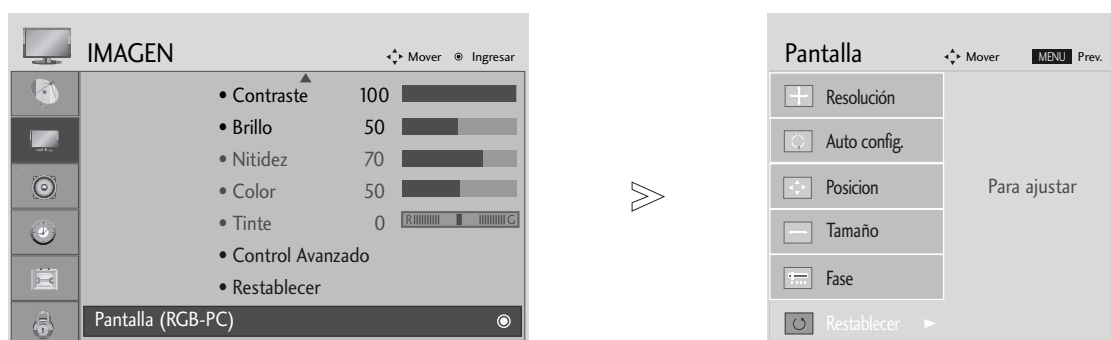 IMAGEN Mover Ingresar
• Contraste 100
• Brillo 50
• Nitidez 70
• Color 50
• Tinte 0 R G
• Control Avanzado
• Restablecer
Pantalla (RGB-PC)
Pantalla Mover MENU Prev.
Resolución
Auto config.
Posicion
Tamaño
Fase
Restablecer
Para ajustar